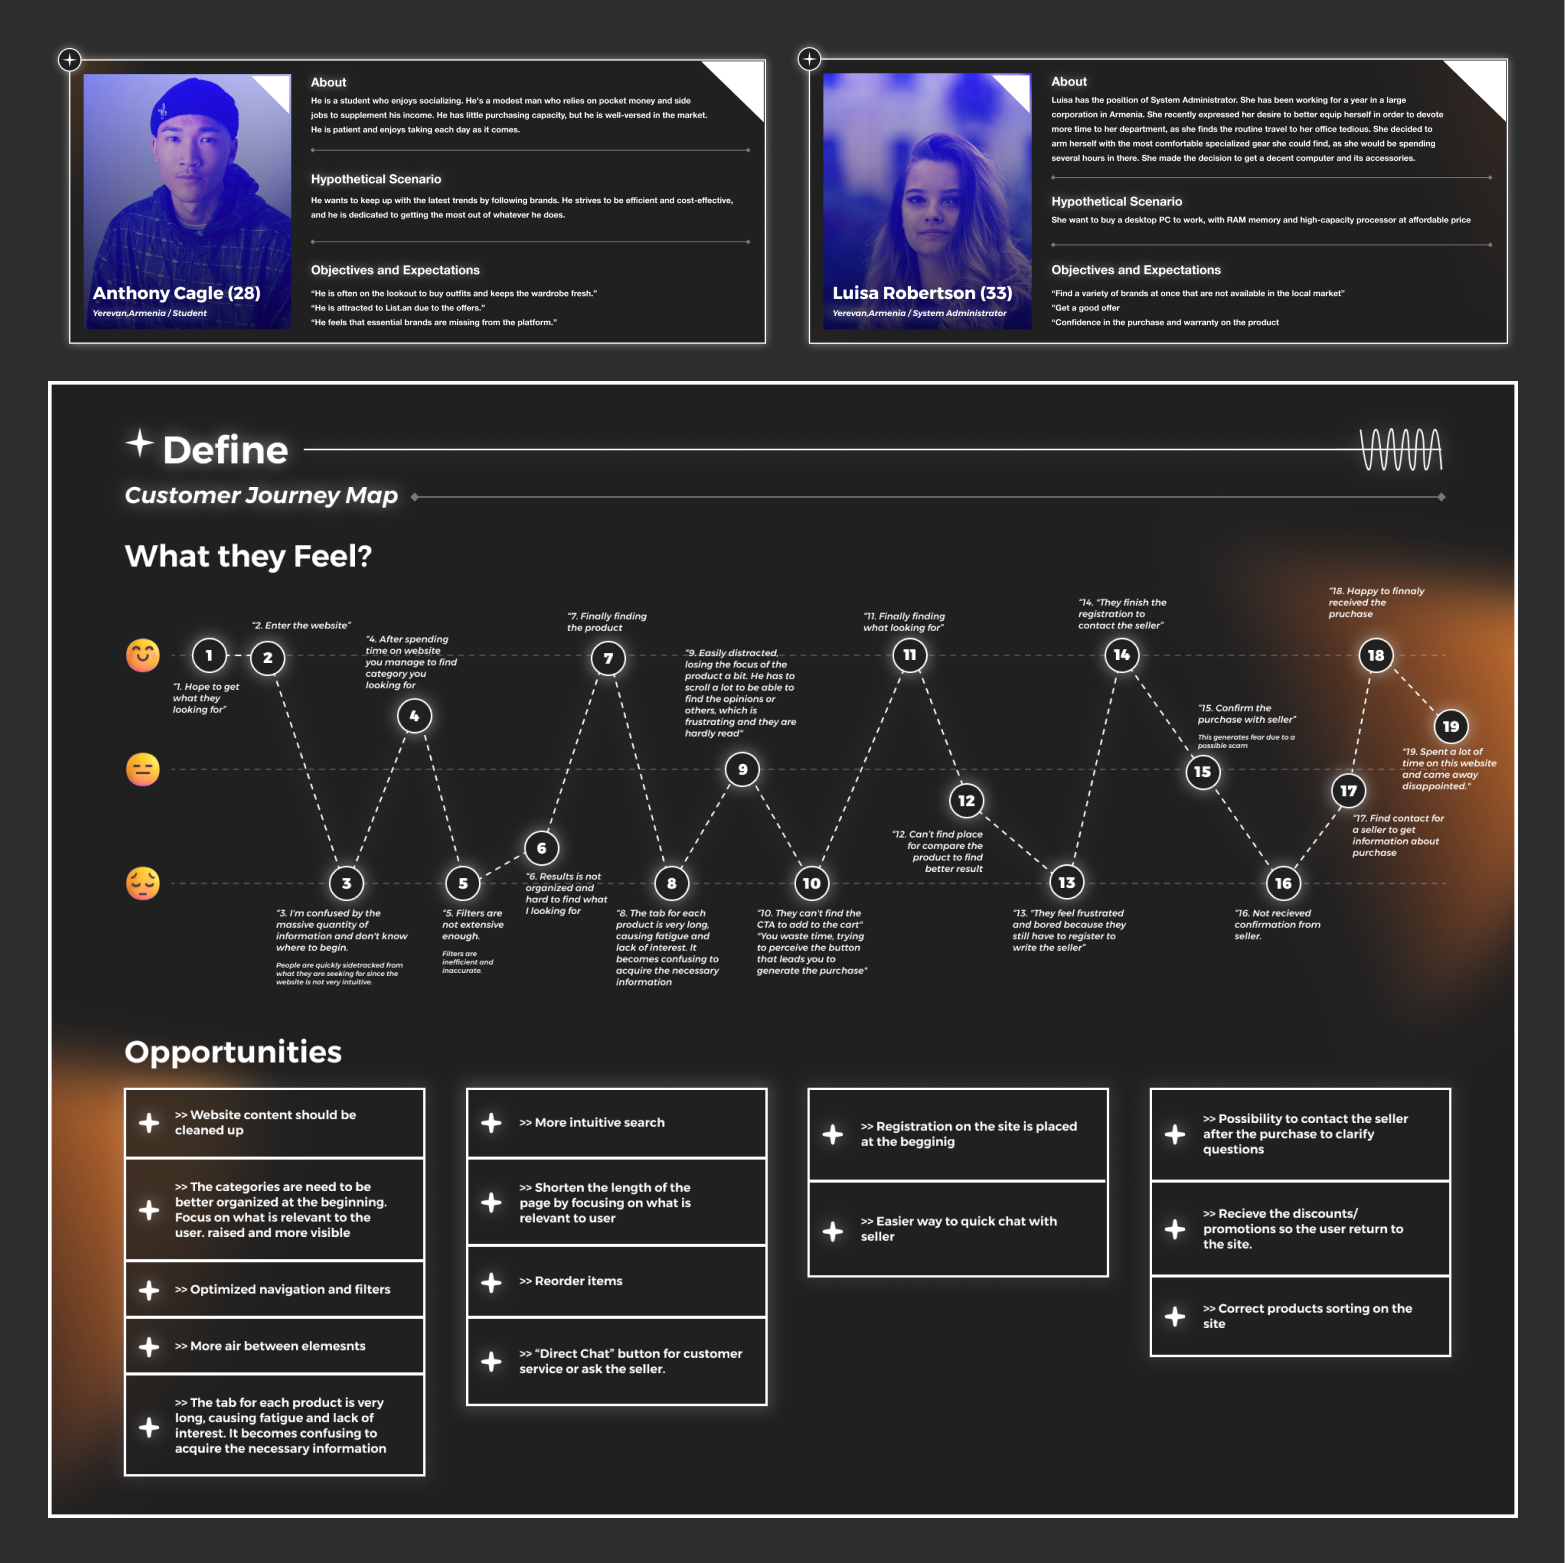 About
He is a student who enjoys socializing. He's a modest man who relies on pocket money and side
jobs to supplement his income. He has little purchasing capacity, but he is well-versed in the market.
He is patient and enjoys taking each day as it comes.
Hypothetical Scenario
He wants to keep up with the latest trends by following brands. He strives to be efficient and cost-effective,
and he is dedicated to getting the most out of whatever he does.
Objectives and Expectations
“He is often on the lookout to buy outfits and keeps the wardrobe fresh.”
“He is attracted to List.an due to the offers.”
“He feels that essential brands are missing from the platform.”
Anthony Cagle (28)
Yerevan,Armenia / Student
About
Luisa has the position of System Administrator. She has been working for a year in a large
corporation in Armenia. She recently expressed her desire to better equip herself in order to devote
more time to her department, as she finds the routine travel to her office tedious. She decided to
arm herself with the most comfortable specialized gear she could find, as she would be spending
several hours in there. She made the decision to get a decent computer and its accessories.
Hypothetical Scenario
She want to buy a desktop PC to work, with RAM memory and high-capacity processor at affordable price
Objectives and Expectations
“Find a variety of brands at once that are not available in the local market”
"Get a good offer
“Confidence in the purchase and warranty on the product
Luisa Robertson (33)
Yerevan,Armenia / System Administrator
Define
Customer Journey Map
What they Feel?
1
“1. Hope to get
what they
looking for”
2
“2. Enter the website”
3
“3. I'm confused by the
massive quantity of
information and don't know
where to begin.
People are quickly sidetracked from
what they are seeking for since the
website is not very intuitive.
4
“4. After spending
time on website
you manage to find
category you
looking for
5
“5. Filters are
not extensive
enough.
Filters are
inefficient and
inaccurate.
6
“6. Results is not
organized and
hard to find what
I looking for
7
“7. Finally finding
the product
8
“8. The tab for each
product is very long,
causing fatigue and
lack of interest. It
becomes confusing to
acquire the necessary
information
9
“9. Easily distracted,
losing the focus of the
product a bit. He has to
scroll a lot to be able to
find the opinions or
others, which is
frustrating and they are
hardly read"
10
“10. They can't find the
CTA to add to the cart"
"You waste time, trying
to perceive the button
that leads you to
generate the purchase"
11
“11. Finally finding
what looking for”
12
“12. Can't find place
for compare the
product to find
better result
13
“13. "They feel frustrated
and bored because they
still have to register to
write the seller”
14
“14. "They finish the
registration to
contact the seller”
15
“15. Confirm the
purchase with seller”
This generates fear due to a
possible scam
16
“16. Not recieved
confirmation from
seller.
17
“17. Find contact for
a seller to get
information about
purchase
18
“18. Happy to finnaly
received the
pruchase
19
“19. Spent a lot of
time on this website
and came away
disappointed."
Opportunities
>> Website content should be
cleaned up
>> The categories are need to be
better organized at the beginning.
Focus on what is relevant to the
user. raised and more visible
>> Optimized navigation and filters
>> More air between elemesnts
>> The tab for each product is very
long, causing fatigue and lack of
interest. It becomes confusing to
acquire the necessary information
>> More intuitive search
>> Shorten the length of the
page by focusing on what is
relevant to user
>> Reorder items
>> “Direct Chat” button for customer
service or ask the seller.
>> Registration on the site is placed
at the begginig
>> Easier way to quick chat with
seller
>> Possibility to contact the seller
after the purchase to clarify
questions
>> Recieve the discounts/
promotions so the user return to
the site.
>> Correct products sorting on the
site